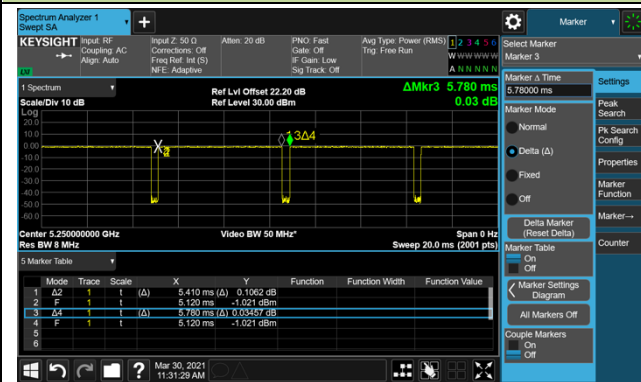 Spectrum Analyzer 1
Swept SA
Marker
KEYSIGHT
Input: RF
Coupling: AC
Align: Auto
Input Z: 50 Ω
Corrections: Off
Freq Ref: Int (S)
NFE: Adaptive
Atten: 20 dB
PNO: Fast
Gate: Off
IF Gain: Low
Sig Track: Off
Avg Type: Power (RMS)
Trig: Free Run
1 2 3 4 5 6
W W W W W W
A N N N N N
Select Marker
Marker 3
1 Spectrum
Scale/Div 10 dB
Ref Lvl Offset 22.20 dB
Ref Level 30.00 dBm
ΔMkr3 5.780 ms
0.03 dB
Log
20.0
10.0
0.00
-10.0
-20.0
-30.0
-40.0
-50.0
-60.0
3Δ4
Center 5.250000000 GHz
Res BW 8 MHz
Video BW 50 MHz*
Span 0 Hz
Sweep 20.0 ms (2001 pts)
5 Marker Table
Mode Trace Scale X Y Function Function Width Function Value
1 Δ2 1 t (Δ) 5.410 ms (Δ) 0.1062 dB
2 F 1 t 5.120 ms -1.021 dBm
3 Δ4 1 t (Δ) 5.780 ms (Δ) 0.03457 dB
4 F 1 t 5.120 ms -1.021 dBm
5
6
Marker Δ Time
5.78000 ms
Marker Mode
Normal
Delta (Δ)
Fixed
Off
Delta Marker
(Reset Delta)
Marker Table
On
Off
Marker Settings
Diagram
All Markers Off
Couple Markers
On
Off
Settings
Peak
Search
Pk Search
Config
Properties
Marker
Function
Marker→
Counter
Mar 30, 2021
11:31:29 AM